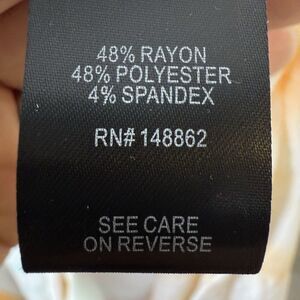 48% RAYON
48% POLYESTER
4% SPANDEX
RN# 148862
SEE CARE
ON REVERSE